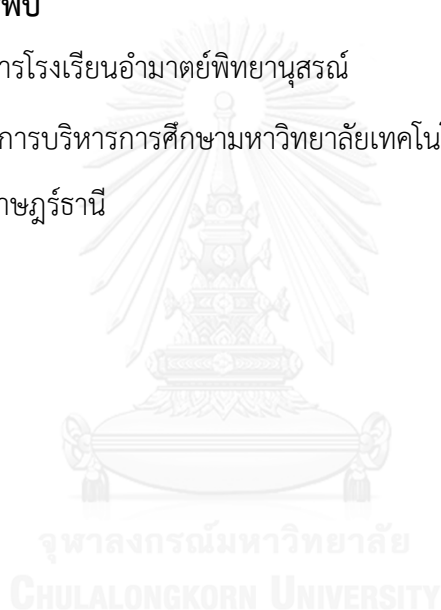 พบ
ารโรงเรียนอำมาตย์พิทยานุสรณ์
การบริหารการศึกษามหาวิทยาลัยเทคโนโ
าษฎร์ธานี
จุฬาลงกรณ์มหาวิทยาลัย
CHULALONGKORN UNIVERSITY